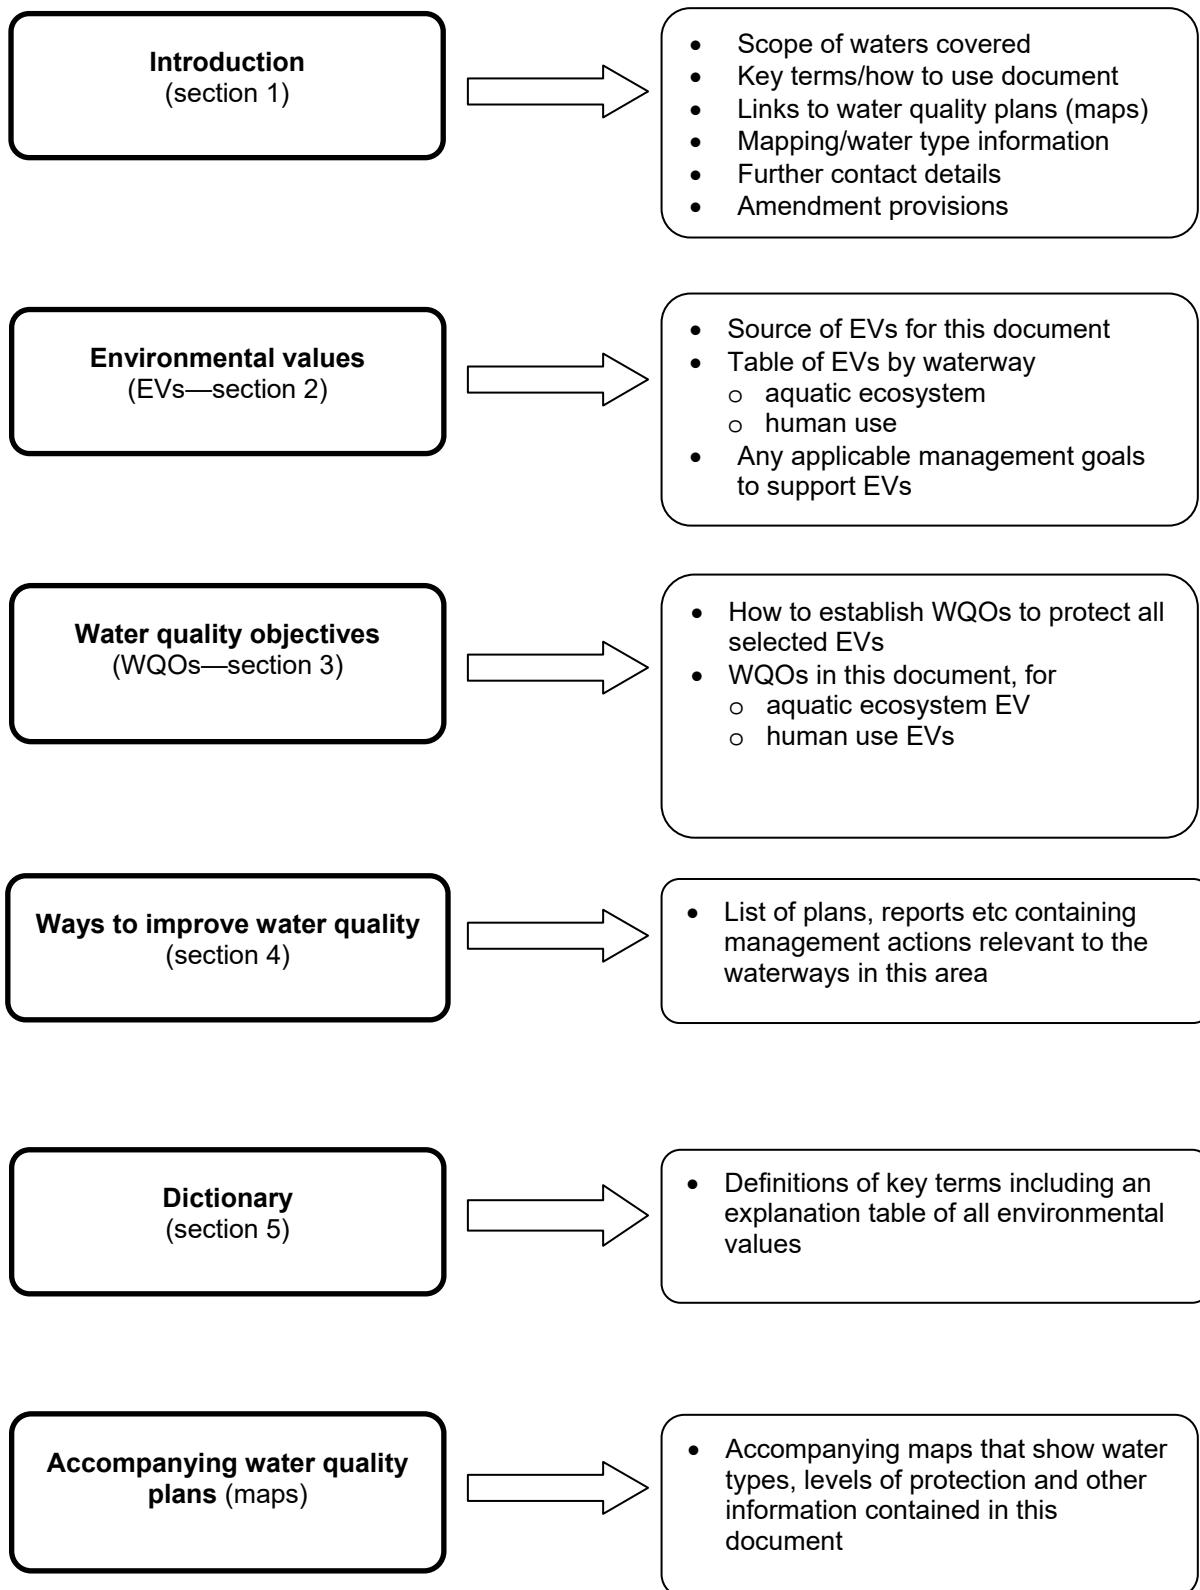 Introduction
(section 1)
• Scope of waters covered
• Key terms/how to use document
• Links to water quality plans (maps)
• Mapping/water type information
• Further contact details
• Amendment provisions
Environmental values
(EVs—section 2)
• Source of EVs for this document
• Table of EVs by waterway
o aquatic ecosystem
o human use
• Any applicable management goals
to support EVs
Water quality objectives
(WQOs—section 3)
• How to establish WQOs to protect all
selected EVs
• WQOs in this document, for
o aquatic ecosystem EV
o human use EVs
Ways to improve water quality
(section 4)
• List of plans, reports etc containing
management actions relevant to the
waterways in this area
Dictionary
(section 5)
• Definitions of key terms including an
explanation table of all environmental
values
Accompanying water quality
plans (maps)
• Accompanying maps that show water
types, levels of protection and other
information contained in this
document